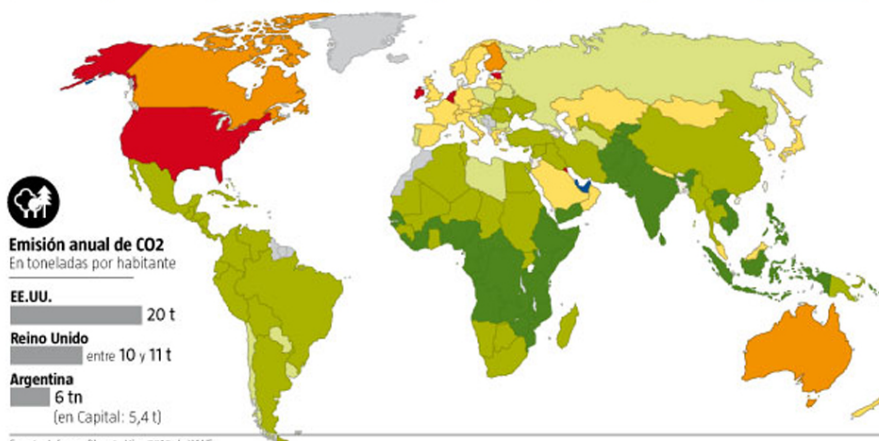 Emisión anual de CO2
En toneladas por habitante
EE.UU.
20 t
Reino Unido
entre 10 y 11 t
Argentina
6 tn
(en Capital: 5,4 t)